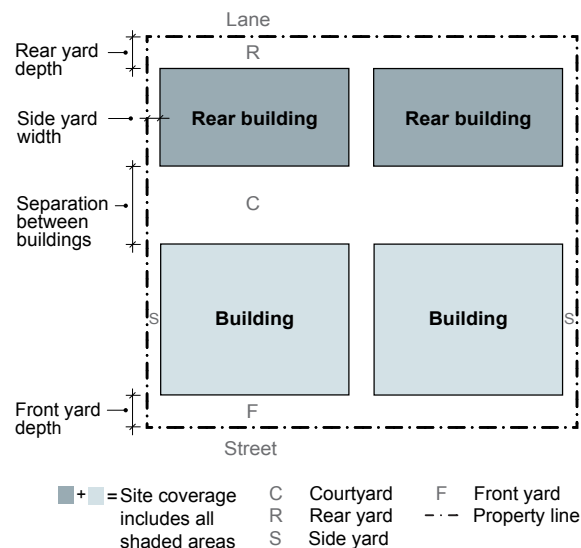 Lane
Rear yard
depth
R
Rear building
Rear building
Side yard
width
Separation
between
buildings
C
S
Building
Building
S
Front yard
depth
F
Street
+ = Site coverage
includes all
shaded areas
C Courtyard
R Rear yard
S Side yard
F Front yard
Property line